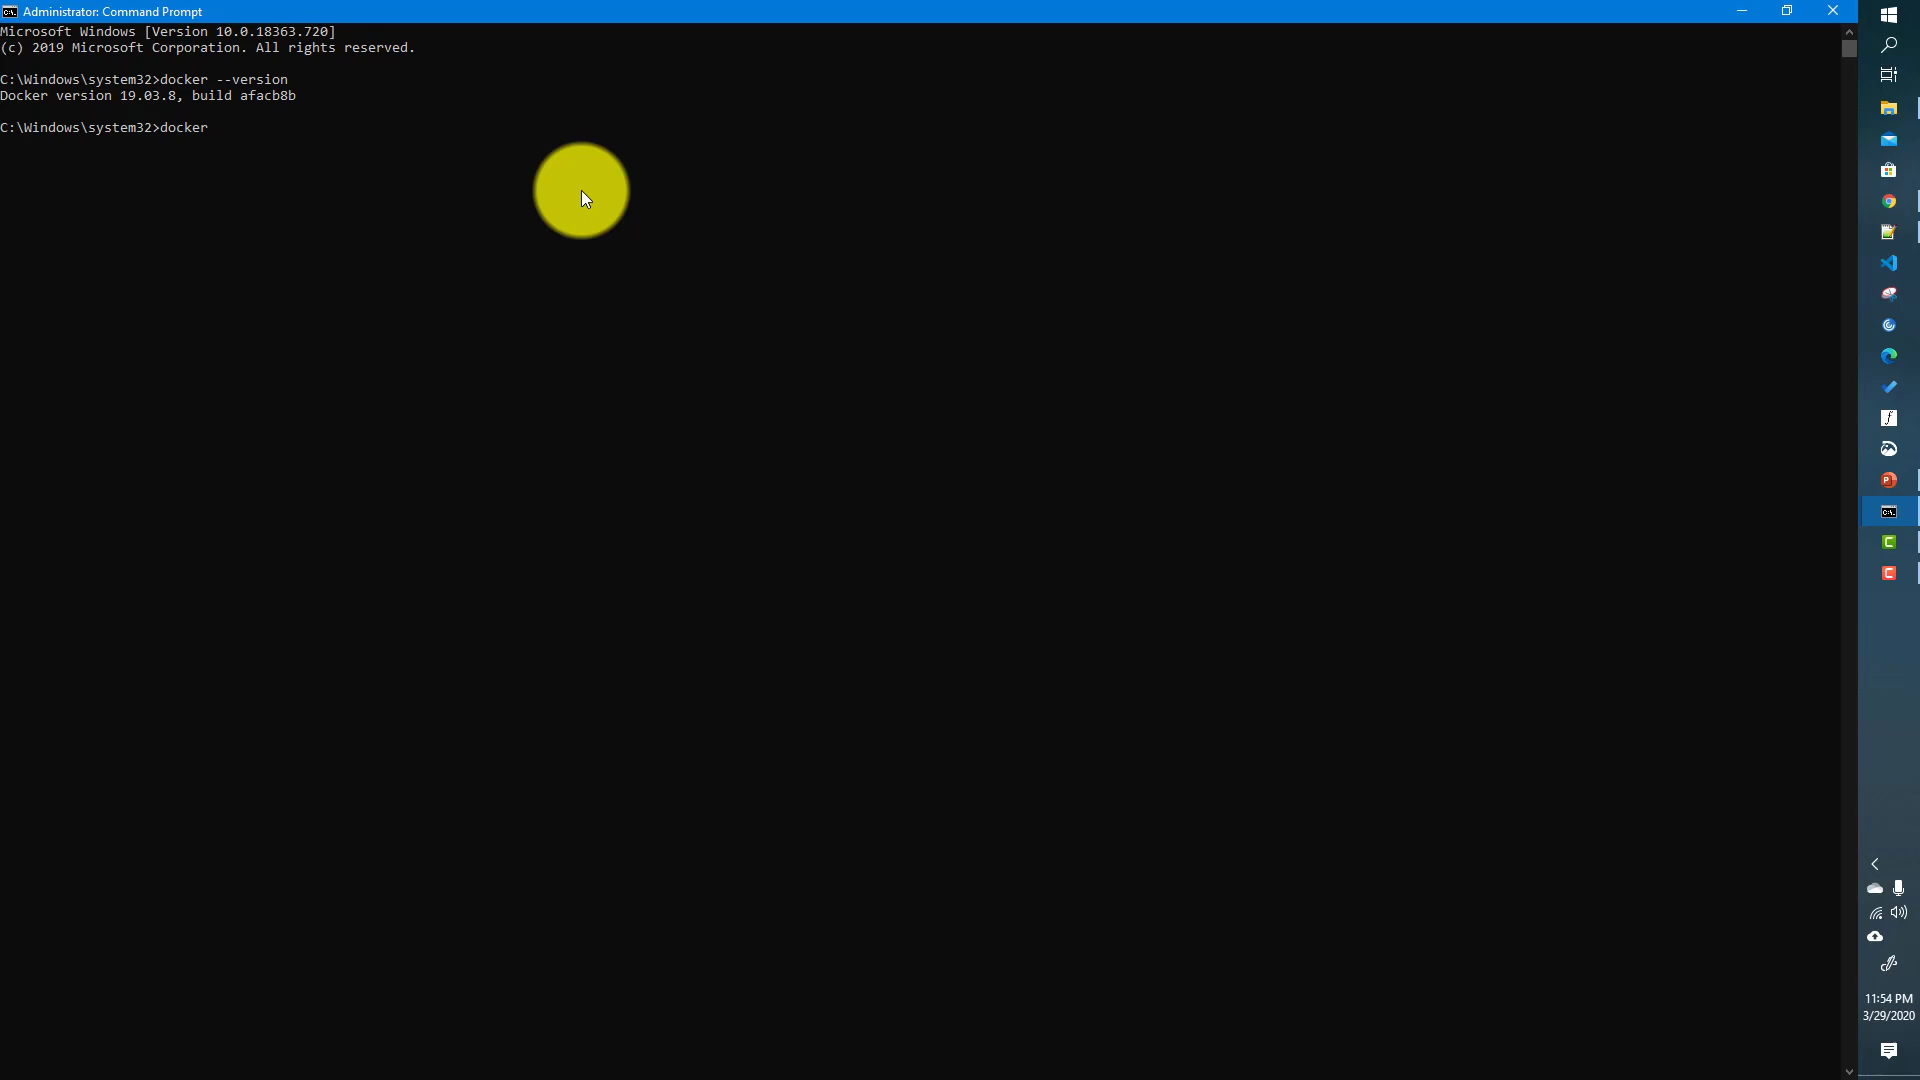 Administrator: Command Prompt
Microsoft Windows [Version 10.0.18363.720]
(c) 2019 Microsoft Corporation. All rights reserved.
C:\Windows\system32>docker --version
Docker version 19.03.8, build afacb8b
C:\Windows\system32>docker
11:54 PM
3/29/2020